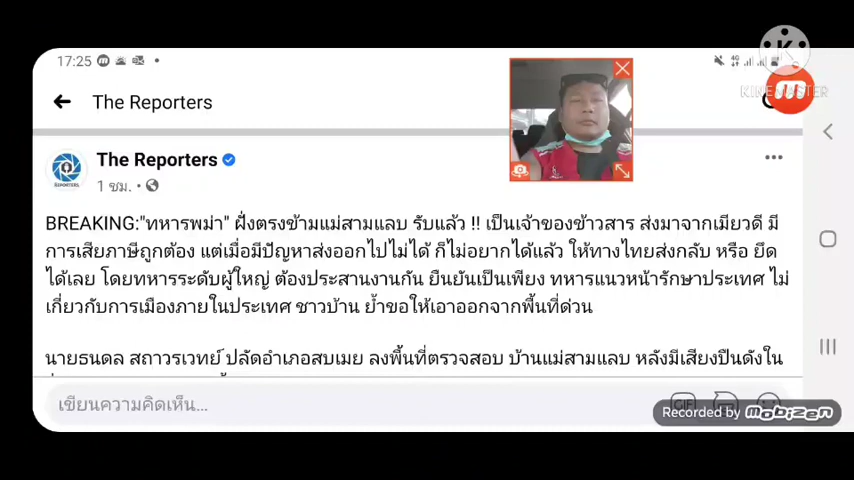 17:25
The Reporters
The Reporters
1 ชม.
BREAKING:"ทหารพม่า" ฝั่งตรงข้ามแม่สามแลบ รับแล้ว !! เป็นเจ้าของข้าวสาร ส่งมาจากเมียวดี มี
การเสียภาษีถูกต้อง แต่เมื่อมีปัญหาส่งออกไปไม่ได้ ก็ไม่อยากได้แล้ว ให้ทางไทยส่งกลับ หรือ ยึด
ได้เลย โดยทหารระดับผู้ใหญ่ ต้องประสานงานกัน ยืนยันเป็นเพียง ทหารแนวหน้ารักษาประเทศ ไม่
เกี่ยวกับการเมืองภายในประเทศ ชาวบ้าน ย้ำขอให้เอาออกจากพื้นที่ด่วน
นายธนดล สถาวรเวทย์ ปลัดอำเภอสบเมย ลงพื้นที่ตรวจสอบ บ้านแม่สามแลบ หลังมีเสียงปืนดังใน
เขียนความคิดเห็น...
GIF
Recorded by mobizen
KINEMASTER
REPORTERS
4G